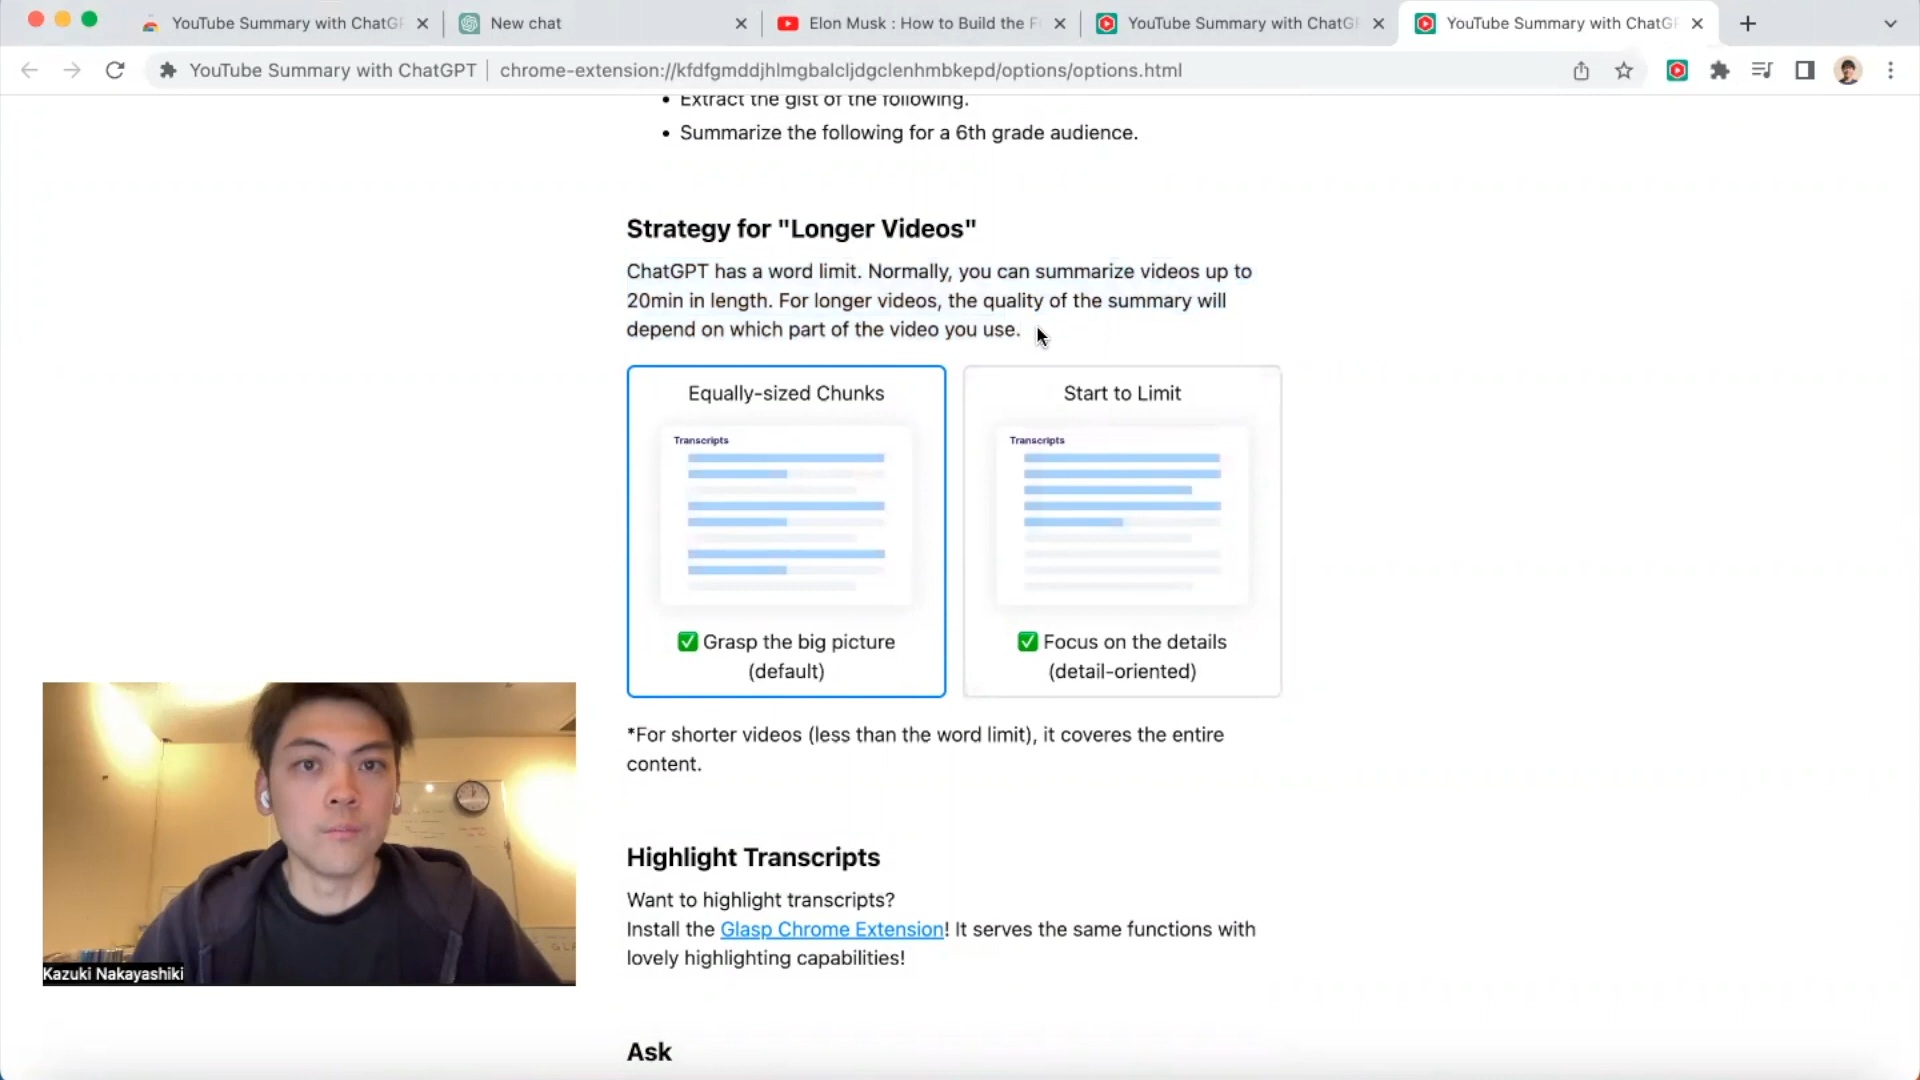 YouTube Summary with ChatG
New chat
Elon Musk : How to Build the F
YouTube Summary with ChatG
YouTube Summary with ChatG
YouTube Summary with ChatGPT
chrome-extension://kfdfgmddjhlmgbalcljdgclenhmbkepd/options/options.html
• Extract the gist of the following.
• Summarize the following for a 6th grade audience.
Strategy for "Longer Videos"
ChatGPT has a word limit. Normally, you can summarize videos up to
20min in length. For longer videos, the quality of the summary will
depend on which part of the video you use.
Equally-sized Chunks
Transcripts
✅ Grasp the big picture
(default)
Start to Limit
Transcripts
✅ Focus on the details
(detail-oriented)
*For shorter videos (less than the word limit), it coveres the entire
content.
Highlight Transcripts
Want to highlight transcripts?
Install the Glasp Chrome Extension! It serves the same functions with
lovely highlighting capabilities!
Ask
Kazuki Nakayashiki